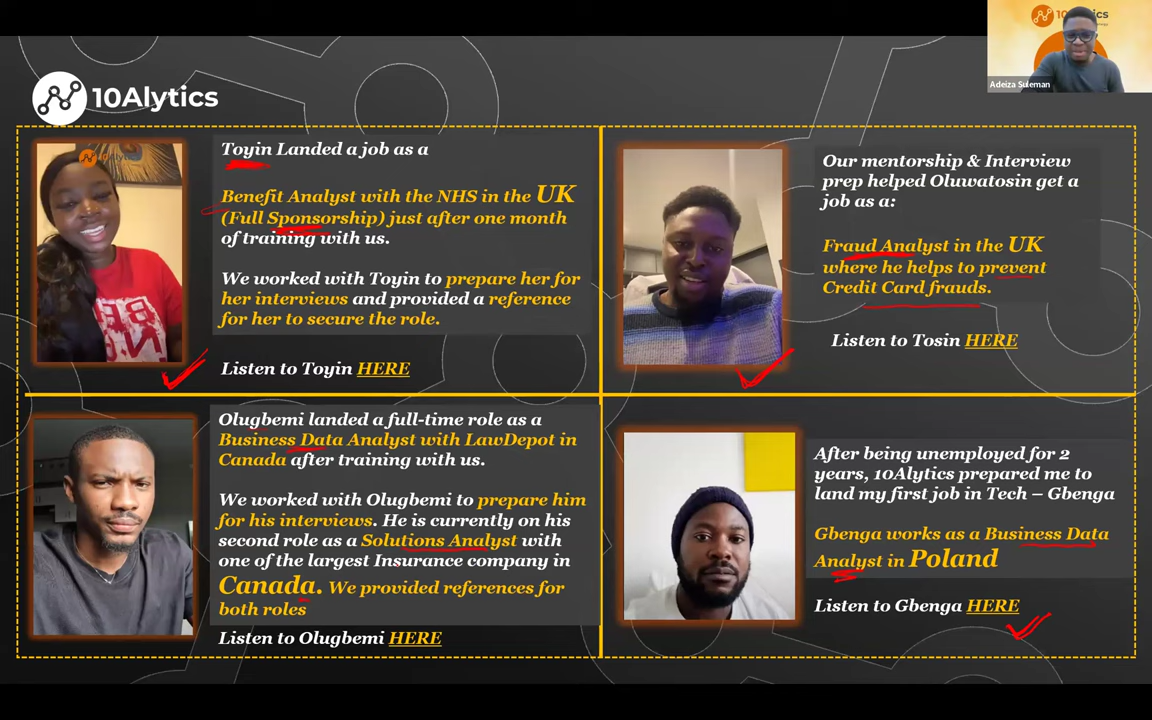 10Alytics
Adeiza Suleman
10Alytics
Toyin Landed a job as a
Benefit Analyst with the NHS in the UK
(Full Sponsorship) just after one month
of training with us.
We worked with Toyin to prepare her for
her interviews and provided a reference
for her to secure the role.
Listen to Toyin HERE
Our mentorship & Interview
prep helped Oluwatosin get a
job as a:
Fraud Analyst in the UK
where he helps to prevent
Credit Card frauds.
Listen to Tosin HERE
Olugbemi landed a full-time role as a
Business Data Analyst with LawDepot in
Canada after training with us.
We worked with Olugbemi to prepare him
for his interviews. He is currently on his
second role as a Solutions Analyst with
one of the largest Insurance company in
Canada. We provided references for
both roles
Listen to Olugbemi HERE
After being unemployed for 2
years, 10Alytics prepared me to
land my first job in Tech – Gbenga
Gbenga works as a Business Data
Analyst in Poland
Listen to Gbenga HERE